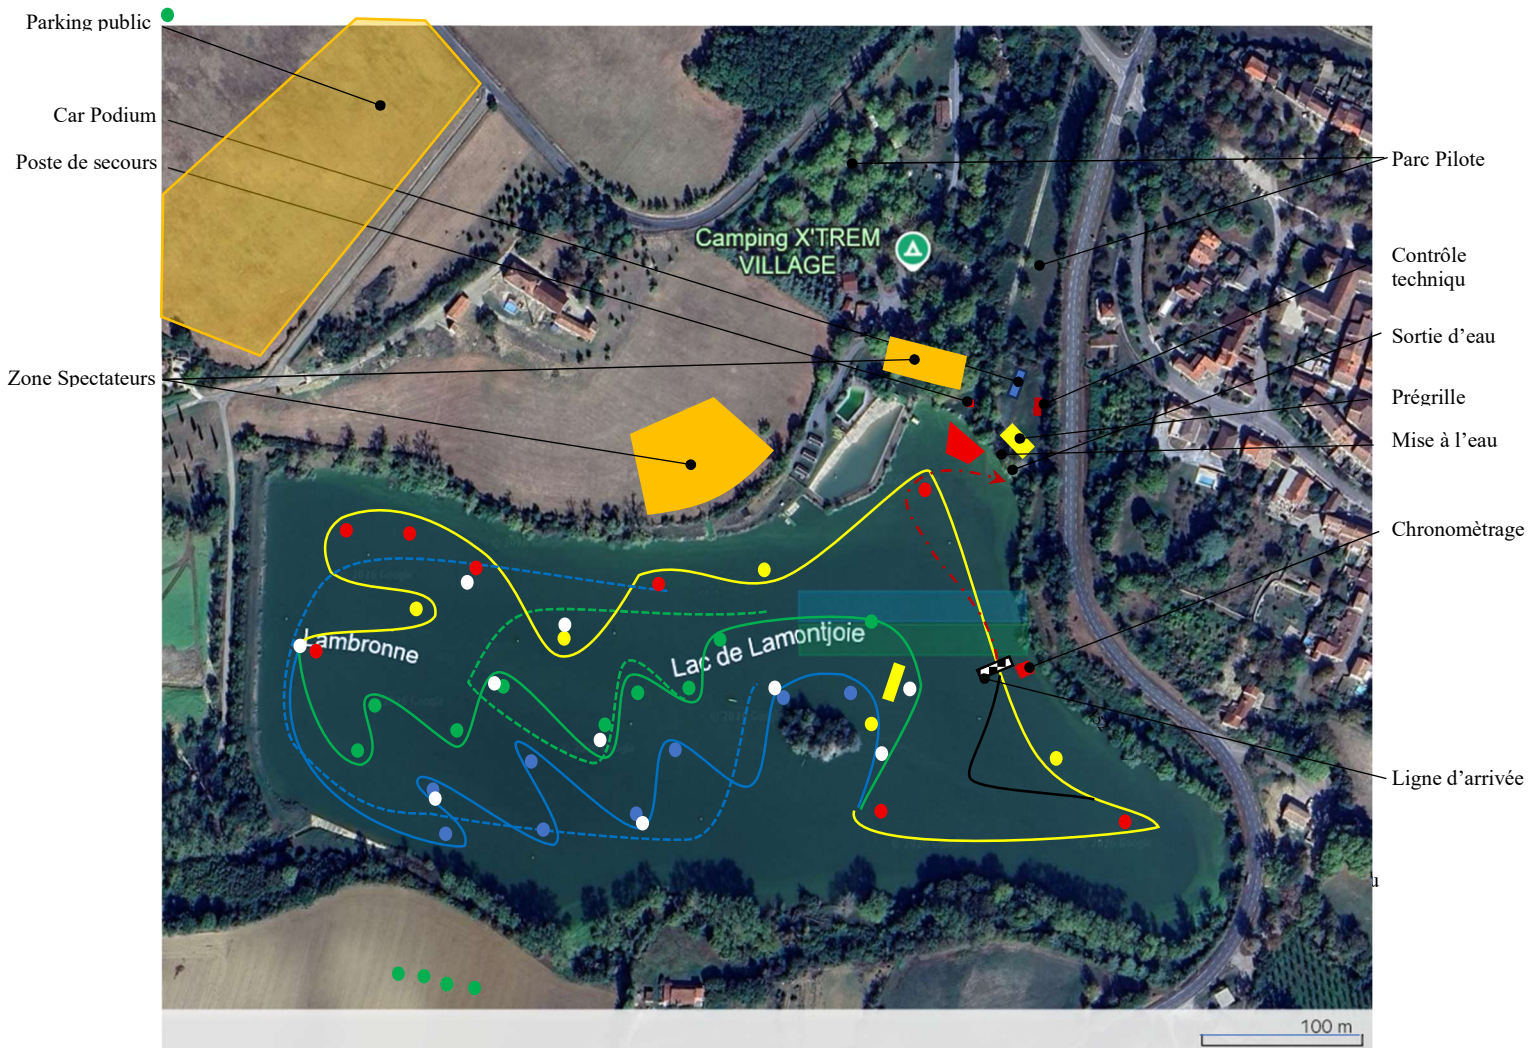 Parking public
Car Podium
Poste de secours
Zone Spectateurs
Camping X'TREM
VILLAGE
Parc Pilote
Contrôle
techniqu
Sortie d'eau
Prégrille
Mise à l'eau
Chronomètrage
Ligne d'arrivée
Lambronne
Lac de Lamontjoie
100 m